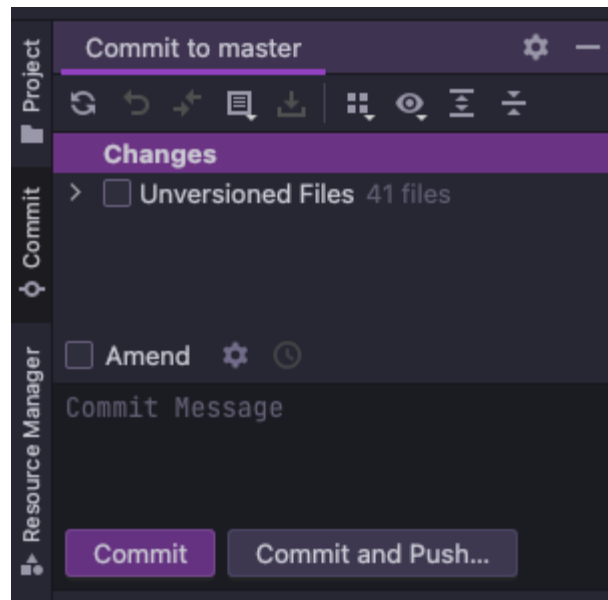 Project
Commit
Resource Manager
Commit to master
Changes
Unversioned Files 41 files
Amend
Commit Message
Commit
Commit and Push...